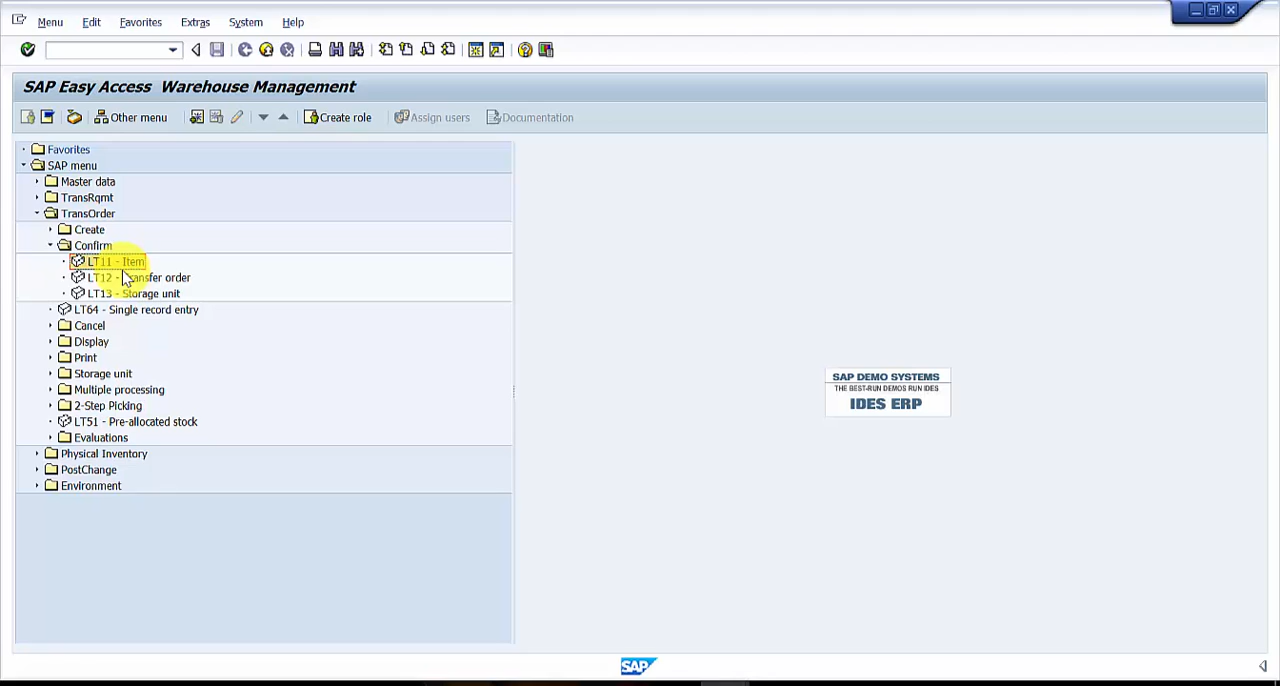 Menu Edit Favorites Extras System Help
SAP Easy Access Warehouse Management
Other menu Create role Assign users Documentation
Favorites
SAP menu
Master data
TransRqmt
TransOrder
Create
Confirm
LT11 - Item
LT12 - Transfer order
LT13 - Storage unit
LT64 - Single record entry
Cancel
Display
Print
Storage unit
Multiple processing
2-Step Picking
LT51 - Pre-allocated stock
Evaluations
Physical Inventory
PostChange
Environment
SAP DEMO SYSTEMS
THE BEST-RUN DEMOS RUN IDES
IDES ERP
SAP